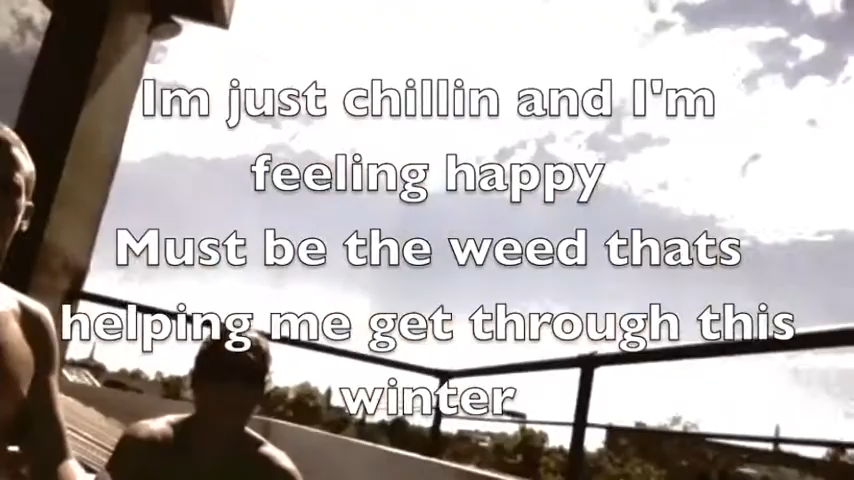 Im just chillin and I'm
feeling happy
Must be the weed thats
helping me get through this
winter